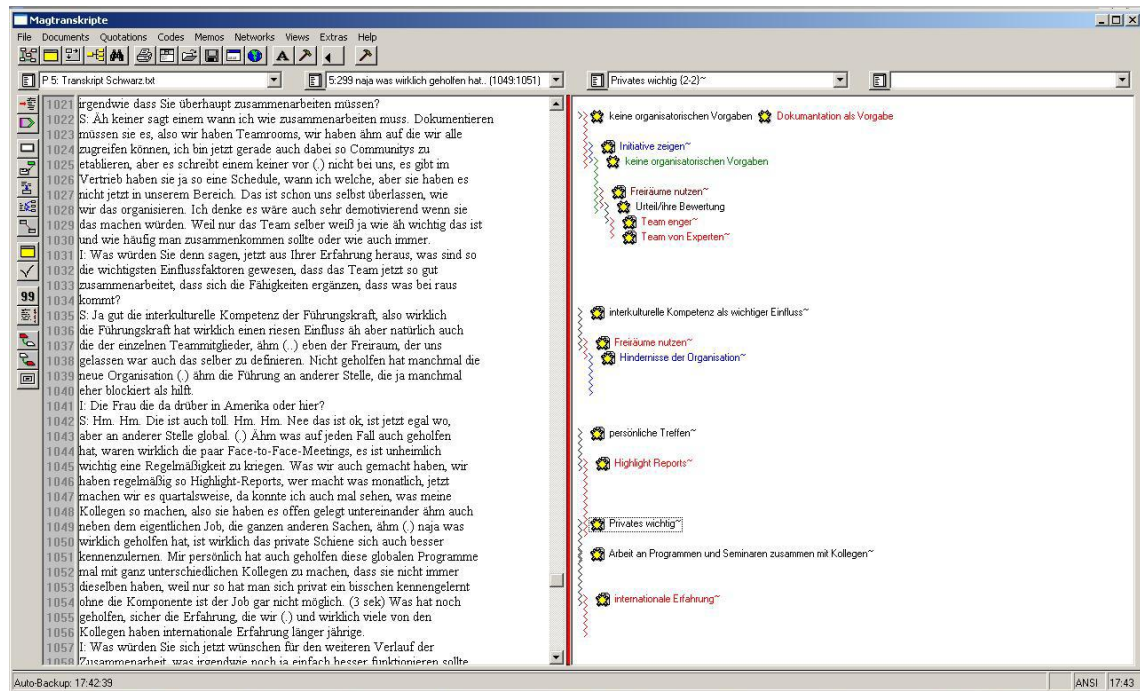 Magtranskripte
File Documents Quotations Codes Memos Networks Views Extras Help
A
P 5: Transkript Schwarz.txt
5:299 naja was wirklich geholfen hat.. (1049:1051)
Privates wichtig (2-2)~
1021 irgendwie dass Sie überhaupt zusammenarbeiten müssen?
1022 S: Äh keiner sagt einem wann ich wie zusammenarbeiten muss. Dokumentieren
1023 müssen sie es, also wir haben Teamrooms, wir haben ähm auf die wir alle
1024 zugreifen können, ich bin jetzt gerade auch dabei so Communitys zu
1025 etablieren, aber es schreibt einem keiner vor (.) nicht bei uns, es gibt im
1026 Vertrieb haben sie ja so eine Schedule, wann ich welche, aber sie haben es
1027 nicht jetzt in unserem Bereich. Das ist schon uns selbst überlassen, wie
1028 wir das organisieren. Ich denke es wäre auch sehr demotivierend wenn sie
1029 das machen würden. Weil nur das Team selber weiß ja wie äh wichtig das ist
1030 und wie häufig man zusammenkommen sollte oder wie auch immer.
1031 I: Was würden Sie denn sagen, jetzt aus Ihrer Erfahrung heraus, was sind so
1032 die wichtigsten Einflussfaktoren gewesen, dass das Team jetzt so gut
1033 zusammenarbeitet, dass sich die Fähigkeiten ergänzen, dass was bei raus
1034 kommt?
1035 S: Ja gut die interkulturelle Kompetenz der Führungskraft, also wirklich
1036 die Führungskraft hat wirklich einen riesen Einfluss äh aber natürlich auch
1037 die der einzelnen Teammitglieder, ähm (..) eben der Freiraum, der uns
1038 gelassen war auch das selber zu definieren. Nicht geholfen hat manchmal die
1039 neue Organisation (.) ähm die Führung an anderer Stelle, die ja manchmal
1040 eher blockiert als hilft.
1041 I: Die Frau die da drüber in Amerika oder hier?
1042 S: Hm. Hm. Die ist auch toll. Hm. Hm. Nee das ist ok, ist jetzt egal wo,
1043 aber an anderer Stelle global. (.) Ähm was auf jeden Fall auch geholfen
1044 hat, waren wirklich die paar Face-to-Face-Meetings, es ist unheimlich
1045 wichtig eine Regelmäßigkeit zu kriegen. Was wir auch gemacht haben, wir
1046 haben regelmäßig so Highlight-Reports, wer macht was monatlich, jetzt
1047 machen wir es quartalsweise, da konnte ich auch mal sehen, was meine
1048 Kollegen so machen, also sie haben es offen gelegt untereinander ähm auch
1049 neben dem eigentlichen Job, die ganzen anderen Sachen, ähm (.) naja was
1050 wirklich geholfen hat, ist wirklich das private Schiene sich auch besser
1051 kennenzulernen. Mir persönlich hat auch geholfen diese globalen Programme
1052 mal mit ganz unterschiedlichen Kollegen zu machen, dass sie nicht immer
1053 dieselben haben, weil nur so hat man sich privat ein bisschen kennengelernt
1054 ohne die Komponente ist der Job gar nicht möglich. (3 sek) Was hat noch
1055 geholfen, sicher die Erfahrung, die wir (.) und wirklich viele von den
1056 Kollegen haben internationale Erfahrung länger jährige.
1057 I: Was würden Sie sich jetzt wünschen für den weiteren Verlauf der
1058 Zusammenarbeit, was irgendwie noch ja einfach besser funktionieren sollte
99
keine organisatorischen Vorgaben Dokumantation als Vorgabe
Initiative zeigen~
keine organisatorischen Vorgaben
Freiräume nutzen~
Urteil/ihre Bewertung
Team enger~
Team von Experten~
interkulturelle Kompetenz als wichtiger Einfluss~
Freiräume nutzen~
Hindernisse der Organisation~
persönliche Treffen~
Highlight Reports~
Privates wichtig~
Arbeit an Programmen und Seminaren zusammen mit Kollegen~
internationale Erfahrung~
Auto-Backup: 17:42:39
ANSI 17:43